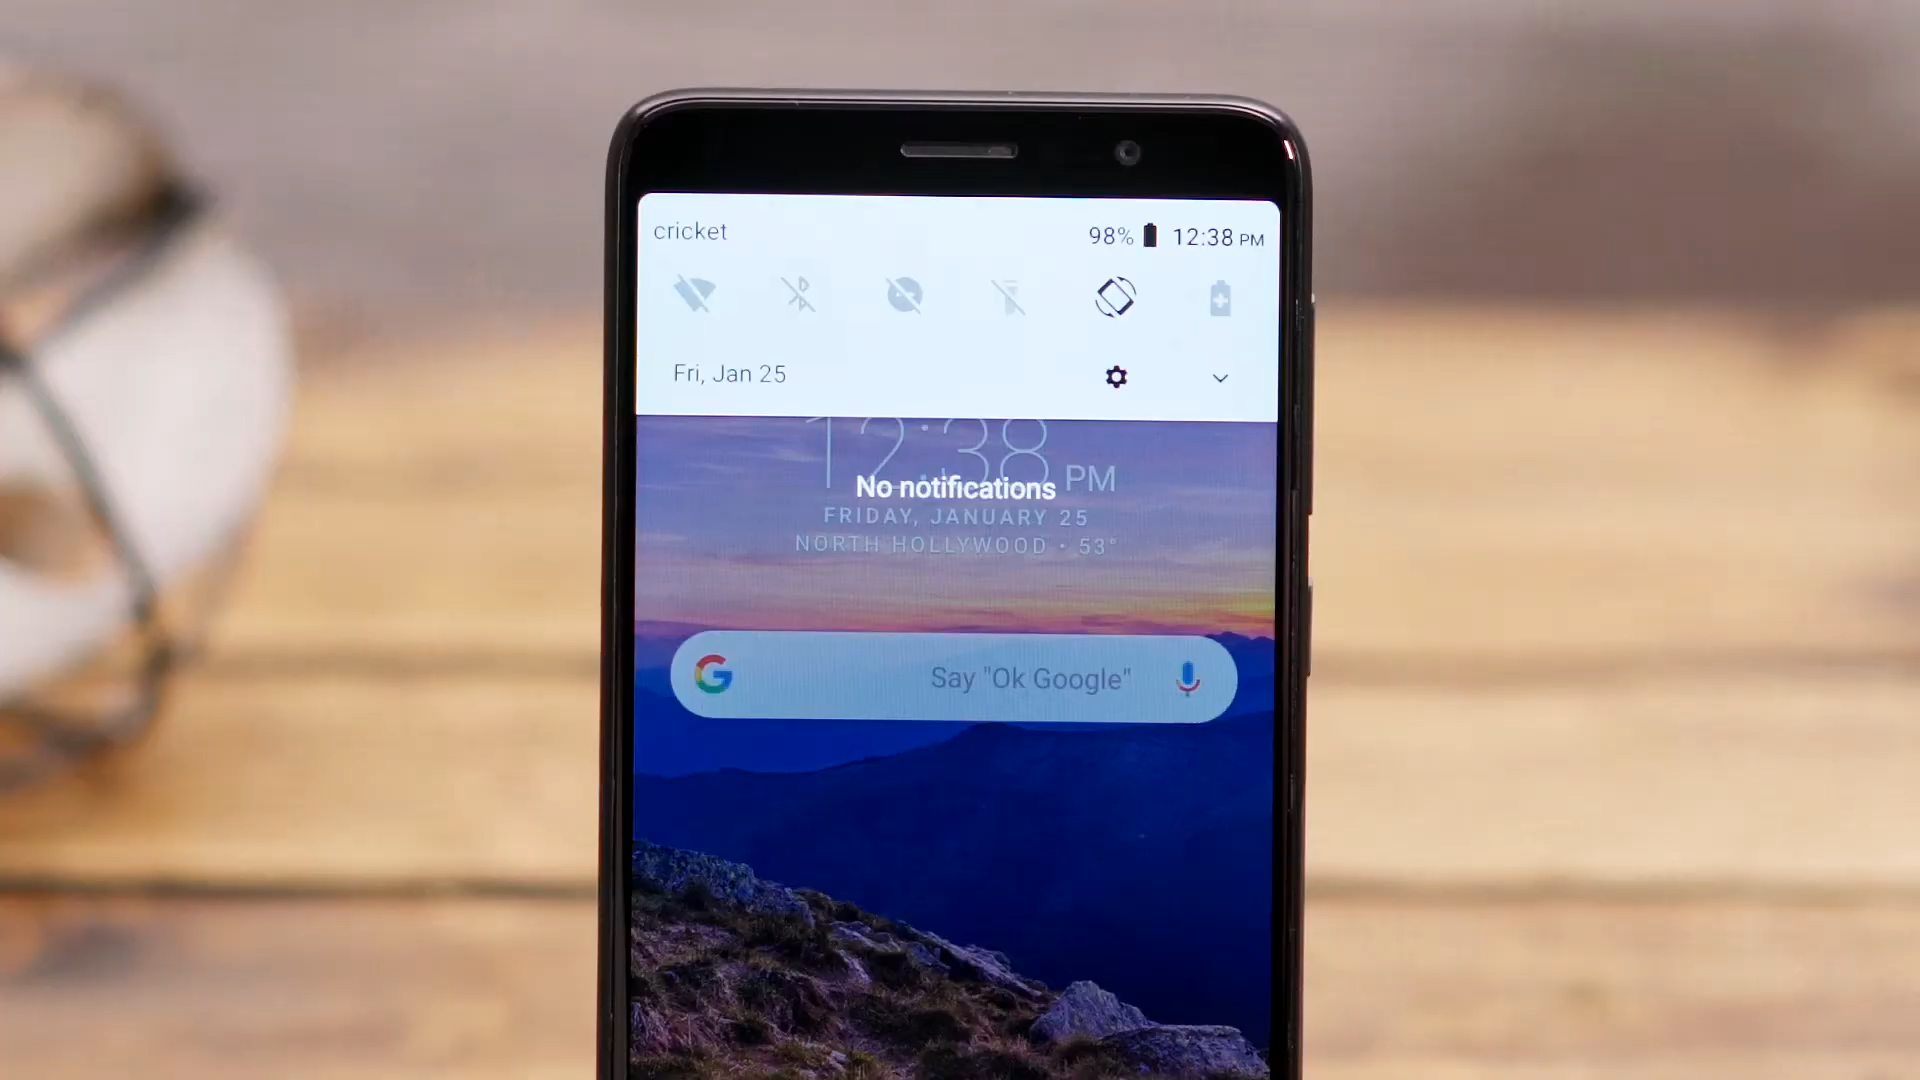 cricket
98% 12:38 PM
Fri, Jan 25
12:38 PM
No notifications
FRIDAY, JANUARY 25
NORTH HOLLYWOOD • 53°
G Say "Ok Google"